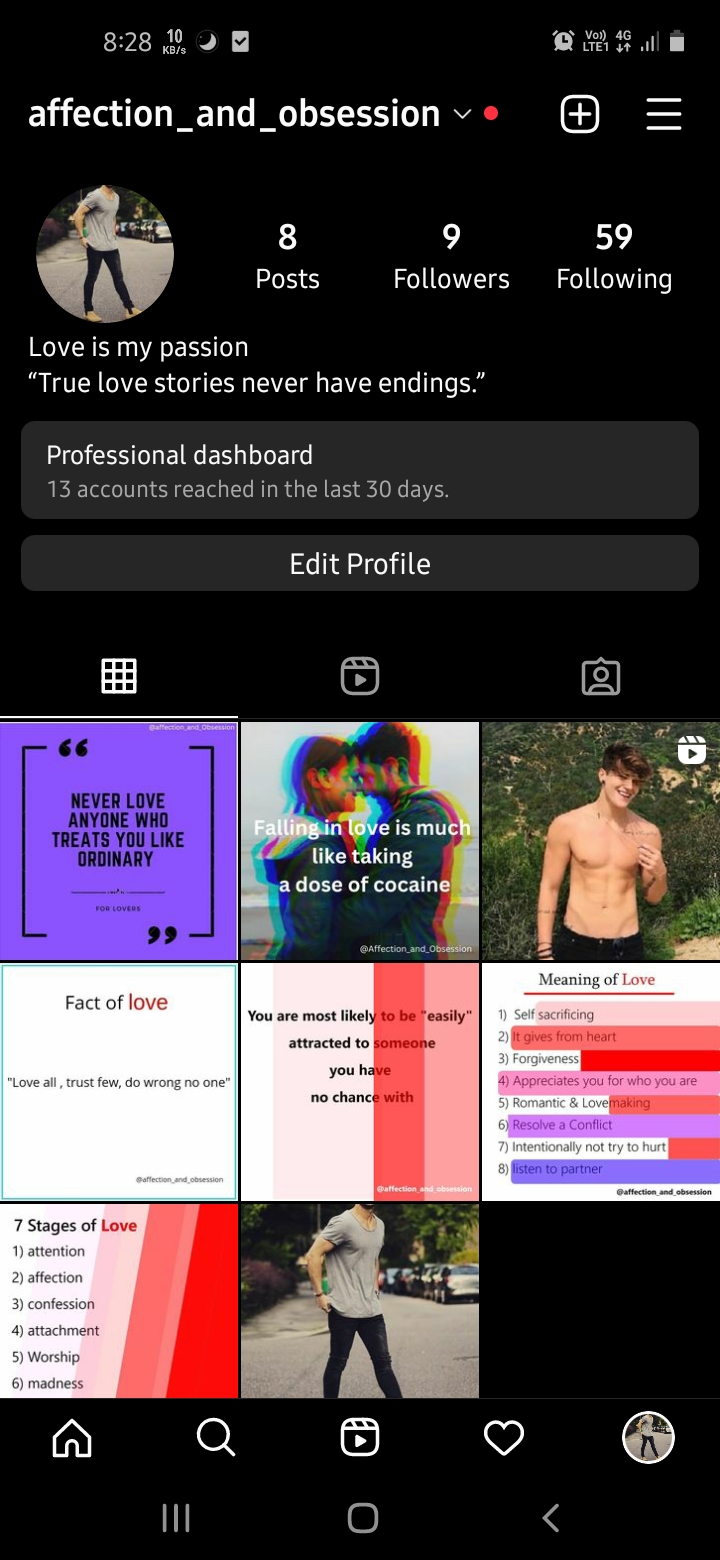 8:28
10
KB/s
Vo))
LTE1
4G
affection_and_obsession
8
9
59
Posts
Followers
Following
Love is my passion
“True love stories never have endings.”
Professional dashboard
13 accounts reached in the last 30 days.
Edit Profile
@affection_and_Obsession
NEVER LOVE
ANYONE WHO
TREATS YOU LIKE
ORDINARY
FOR LOVERS
Falling in love is much
like taking
a dose of cocaine
@Affection_and_Obsession
Fact of love
"Love all , trust few, do wrong no one"
@affection_and_obsession
You are most likely to be "easily"
attracted to someone
you have
no chance with
@affection_and_obsession
Meaning of Love
1) Self sacrificing
2) It gives from heart
3) Forgiveness
4) Appreciates you for who you are
5) Romantic & Lovemaking
6) Resolve a Conflict
7) Intentionally not try to hurt
8) listen to partner
@affection_and_obsession
7 Stages of Love
1) attention
2) affection
3) confession
4) attachment
5) Worship
6) madness